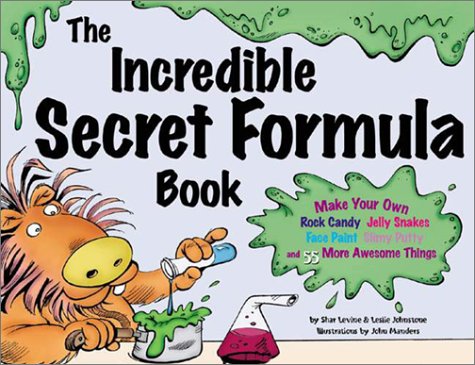 The
Incredible
Secret Formula
Book
Make Your Own
Rock Candy Jelly Snakes
Face Paint Slimy Putty
and 55 More Awesome Things
by Shar Levine & Leslie Johnstone
Illustrations by John Manders